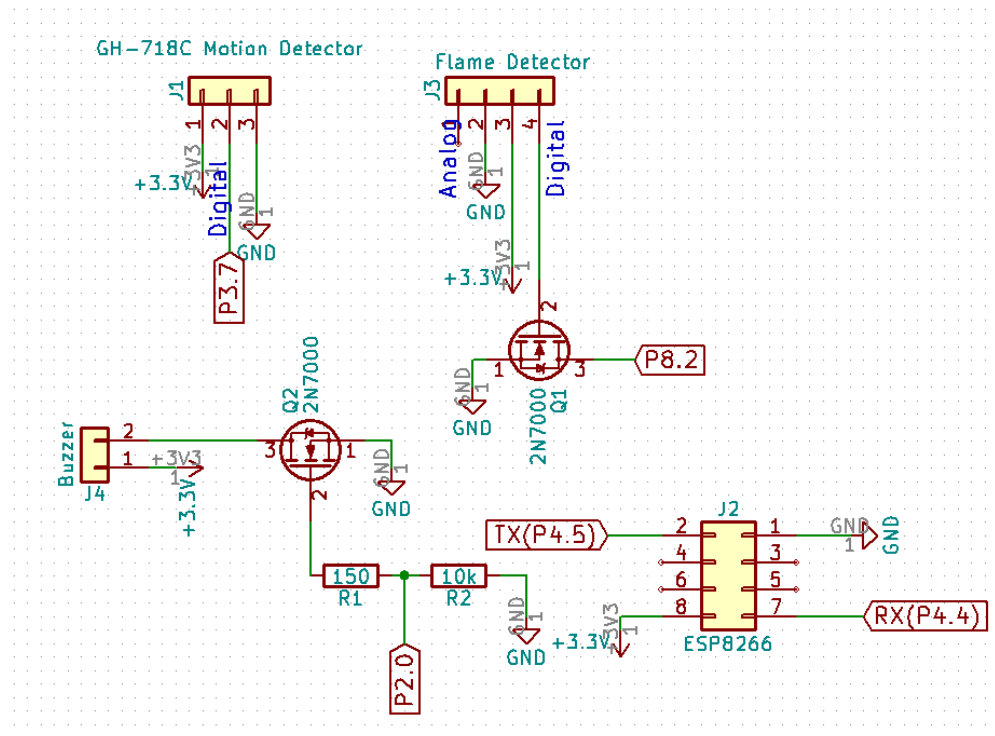 GH-718C Motion Detector
J1
1
2
3
+3V3
1
+3.3V
Digital
GND
1
GND
P3.7
Flame Detector
J3
1
2
3
4
Analog
GND
1
GND
Digital
+3V3
1
+3.3V
2
1
3
GND
1
GND
2N7000
Q1
P8.2
Q2
2N7000
Buzzer
2
1
J4
+3V3
1
+3.3V
3
1
2
GND
1
GND
150
R1
10k
R2
GND
1
GND
P2.0
J2
TX(P4.5)
2
4
6
8
1
3
5
7
GND
1
GND
RX(P4.4)
+3V3
1
+3.3V
ESP8266